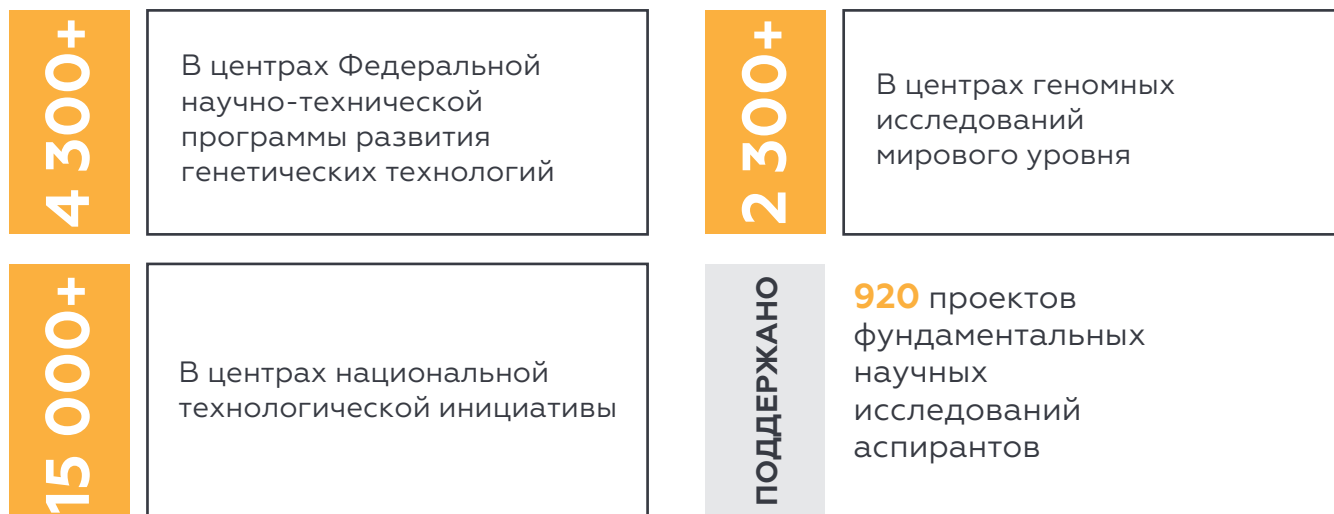 4 300+
В центрах Федеральной
научно-технической
программы развития
генетических технологий
2 300+
В центрах геномных
исследований
мирового уровня
15 000+
В центрах национальной
технологической инициативы
ПОДДЕРЖАНО
920 проектов
фундаментальных
научных
исследований
аспирантов